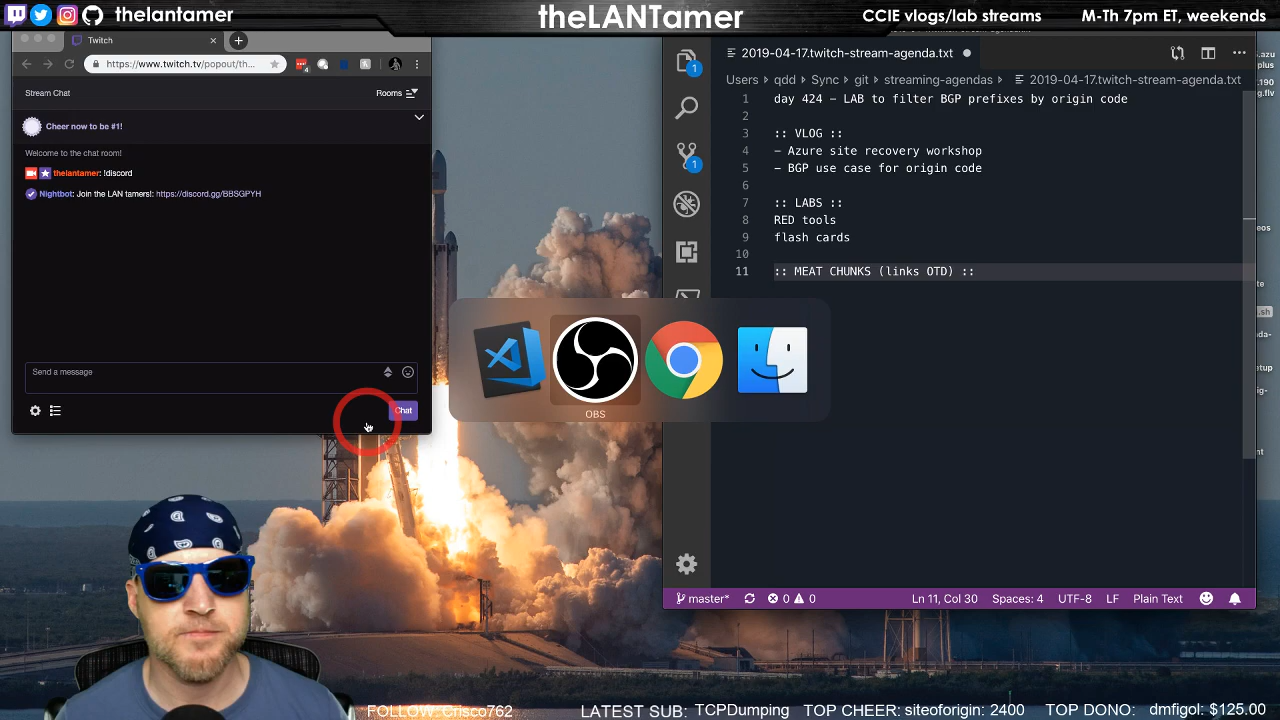 thelantamer
theLANTamer
CCIE vlogs/lab streams
M-Th 7pm ET, weekends
Twitch
https://www.twitch.tv/popout/th...
4
Stream Chat
Rooms
Cheer now to be #1!
Welcome to the chat room!
thelantamer: !discord
Nightbot: Join the LAN tamers!: https://discord.gg/BBSGPYH
Send a message
Chat
OBS
2019-04-17.twitch-stream-agenda.txt
Users > qdd > Sync > git > streaming-agendas > 2019-04-17.twitch-stream-agenda.txt
1
1
1 day 424 - LAB to filter BGP prefixes by origin code
2
3 :: VLOG ::
4 - Azure site recovery workshop
5 - BGP use case for origin code
6
7 :: LABS ::
8 RED tools
9 flash cards
10
11 :: MEAT CHUNKS (links OTD) ::
master*
0
0
Ln 11, Col 30
Spaces: 4
UTF-8
LF
Plain Text
LATEST SUB: TCPDumping
TOP CHEER: siteoforigin: 2400
TOP DONO:
$125.00